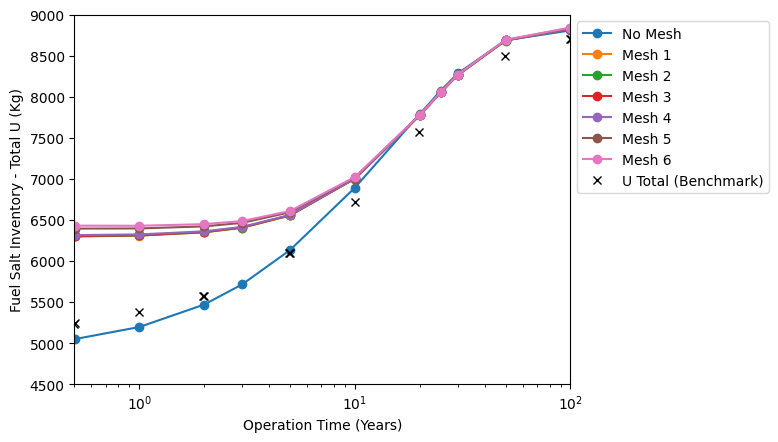 9000
8500
8000
7500
7000
6500
6000
5500
5000
4500
Fuel Salt Inventory - Total U (Kg)
10^0
10^1
10^2
Operation Time (Years)
No Mesh
Mesh 1
Mesh 2
Mesh 3
Mesh 4
Mesh 5
Mesh 6
U Total (Benchmark)